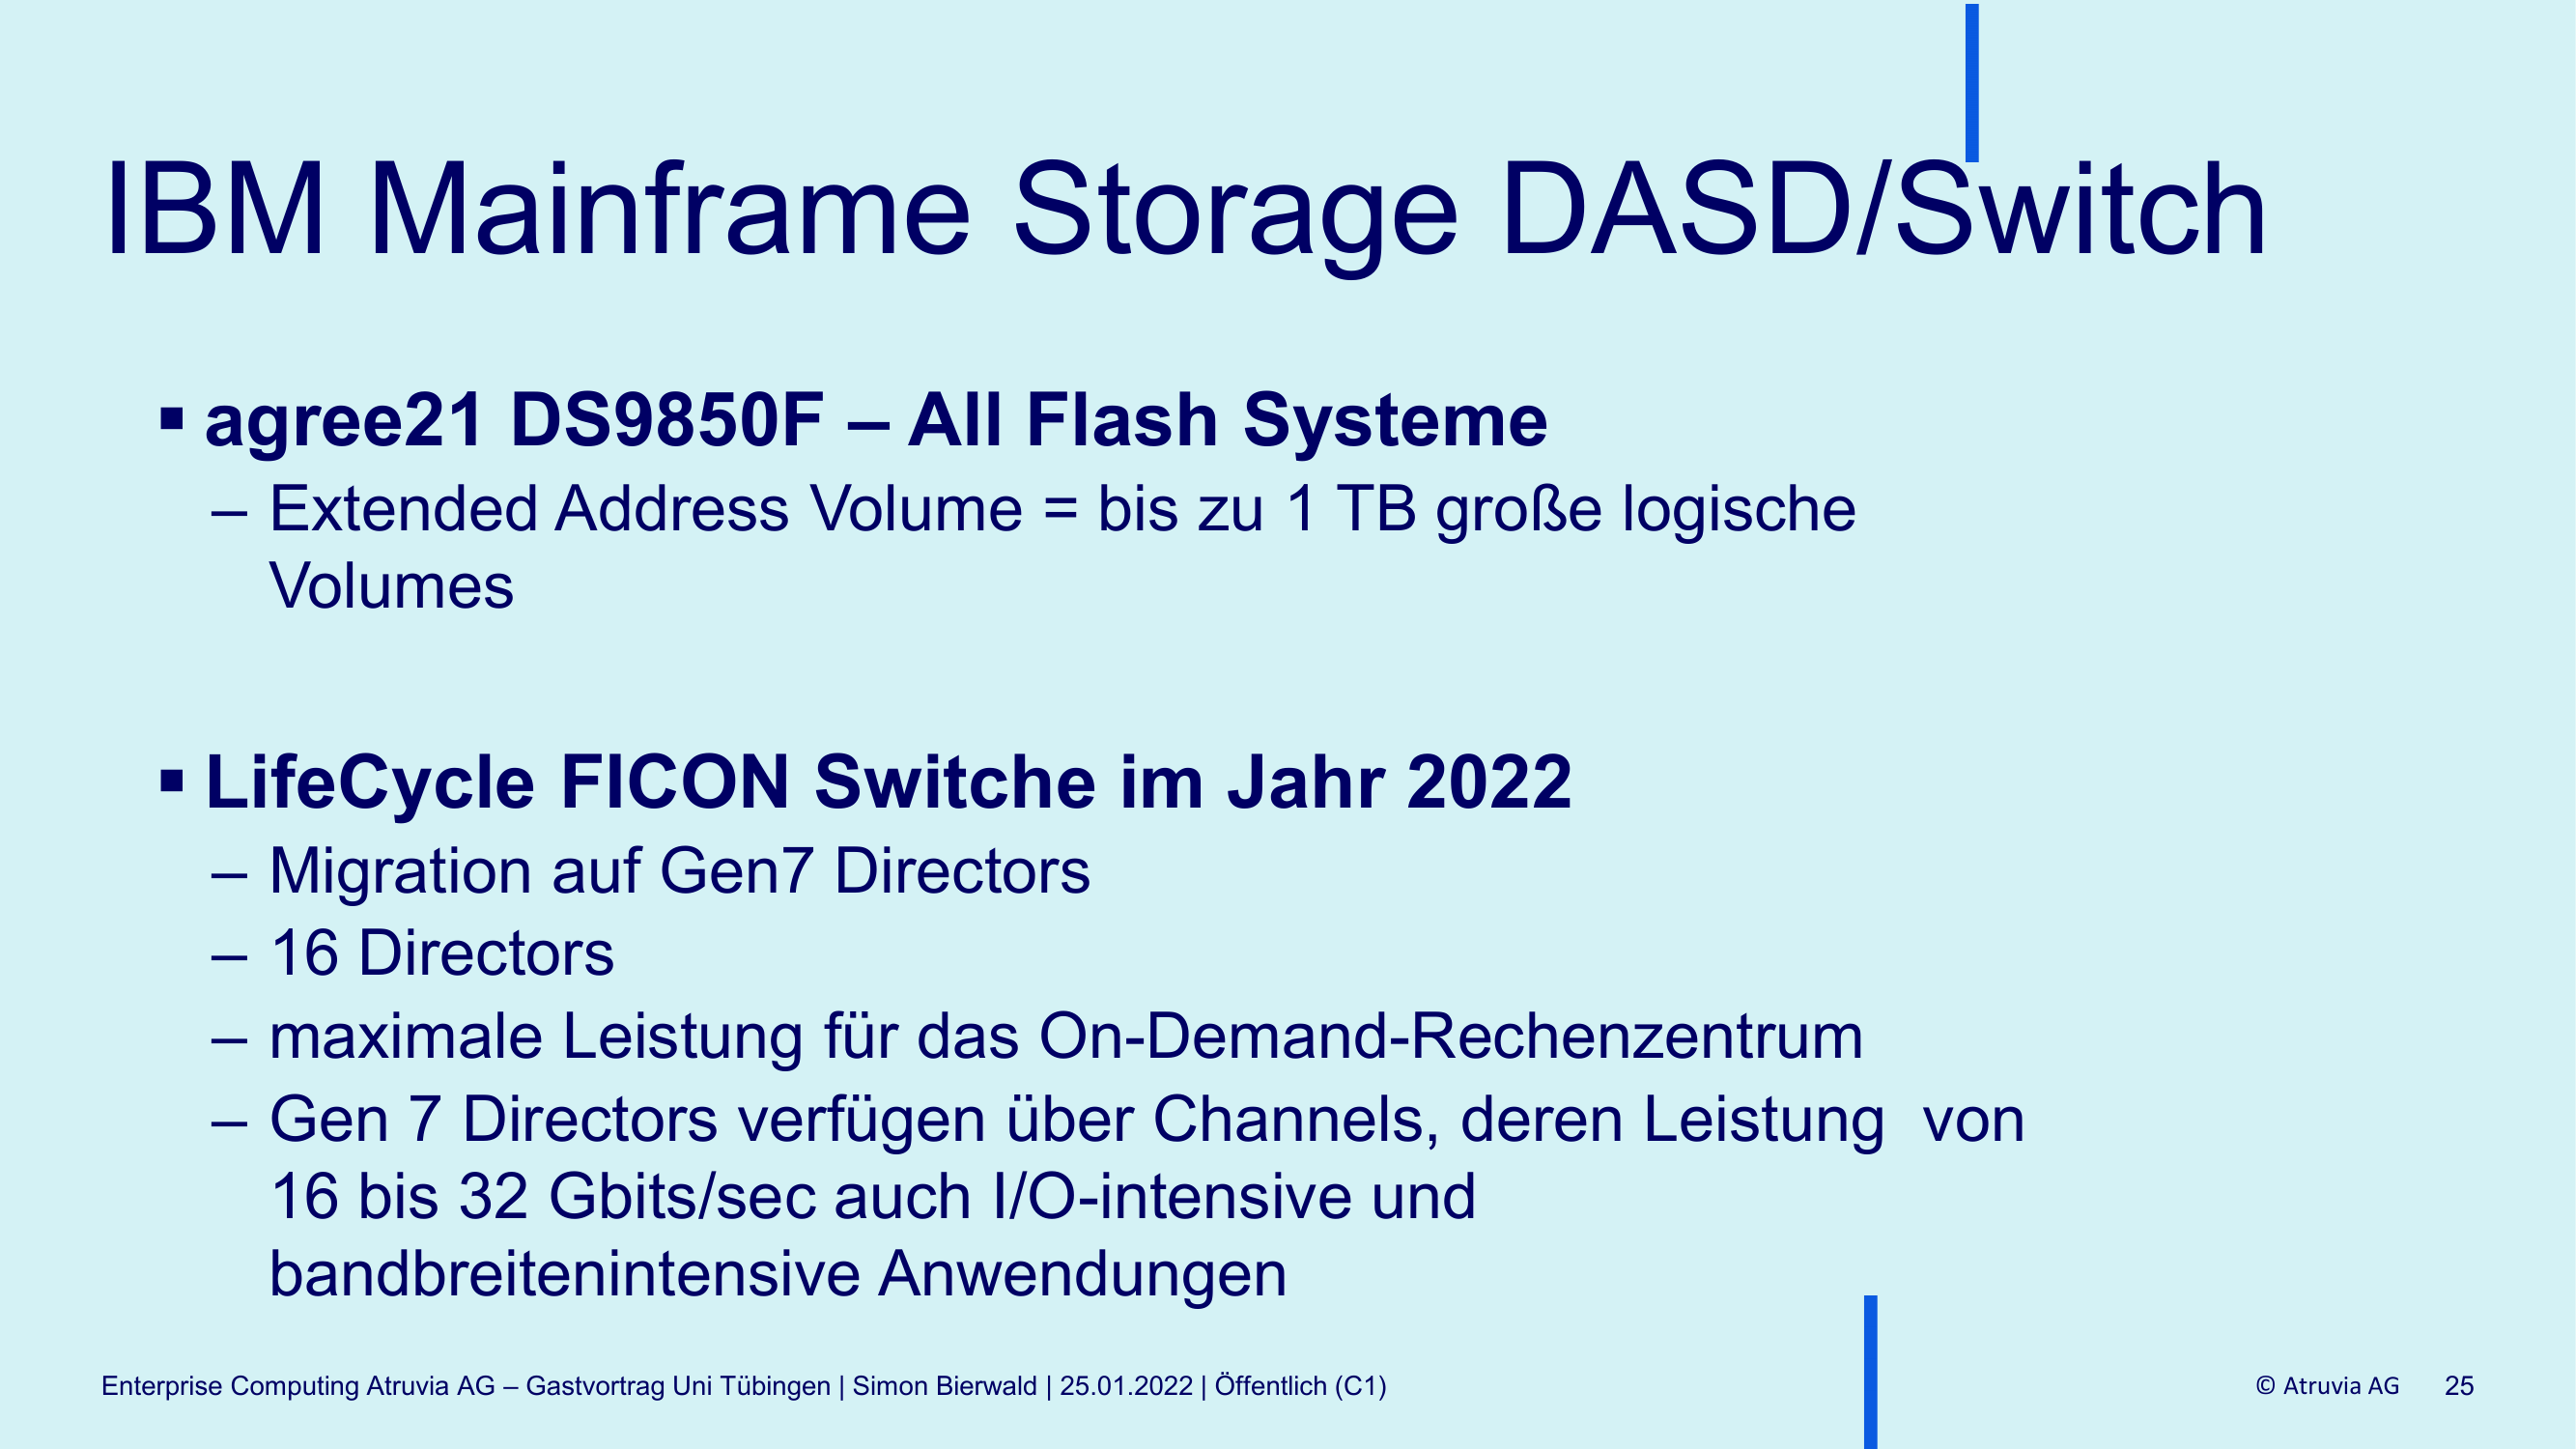 IBM Mainframe Storage DASD/Switch
▪ agree21 DS9850F – All Flash Systeme
– Extended Address Volume = bis zu 1 TB große logische
Volumes
▪ LifeCycle FICON Switche im Jahr 2022
– Migration auf Gen7 Directors
– 16 Directors
– maximale Leistung für das On-Demand-Rechenzentrum
– Gen 7 Directors verfügen über Channels, deren Leistung  von
16 bis 32 Gbits/sec auch I/O-intensive und
bandbreitenintensive Anwendungen
Enterprise Computing Atruvia AG – Gastvortrag Uni Tübingen | Simon Bierwald | 25.01.2022 | Öffentlich (C1)
© Atruvia AG 25